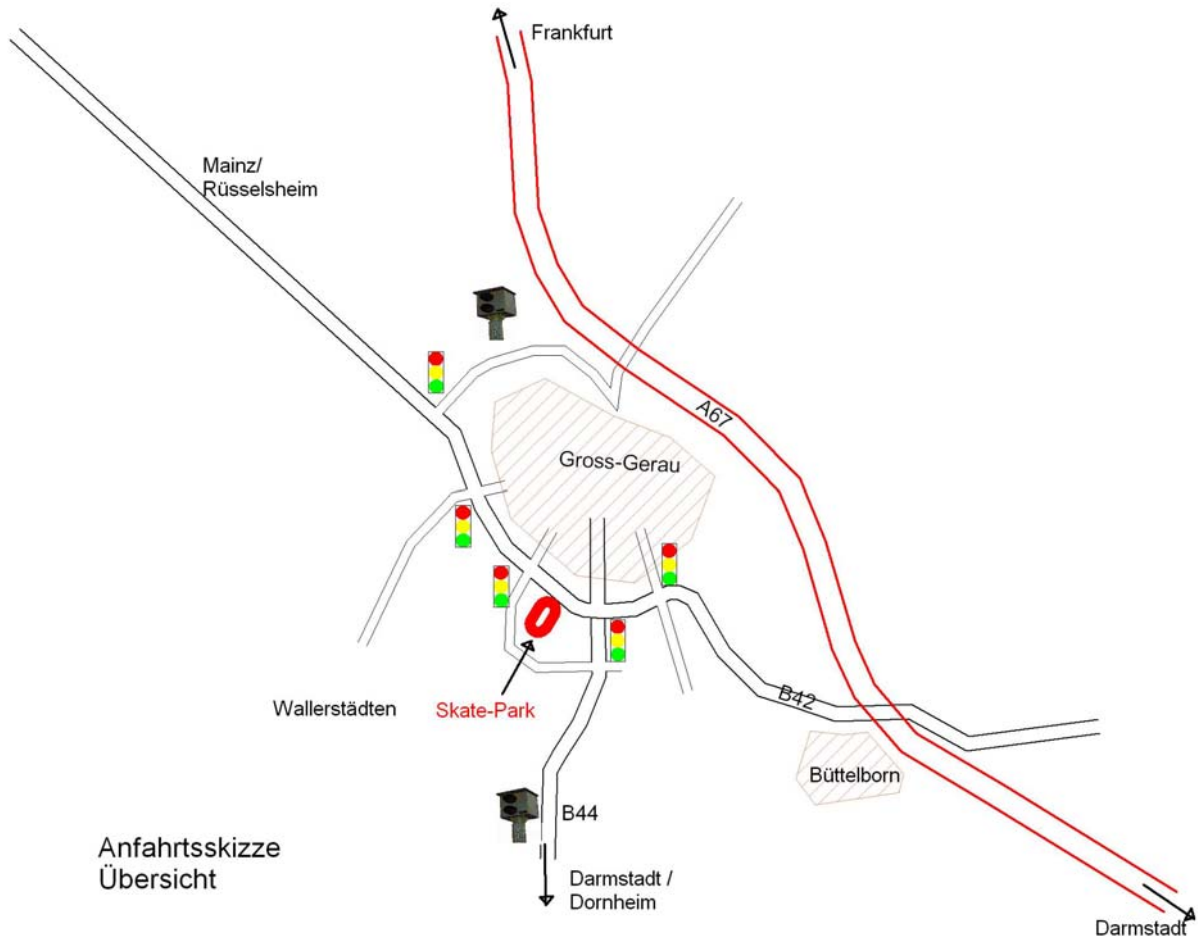 Frankfurt
Mainz/
Rüsselsheim
A67
Gross-Gerau
Wallerstädten
Skate-Park
B42
Büttelborn
B44
Anfahrtsskizze
Übersicht
Darmstadt /
Dornheim
Darmstadt